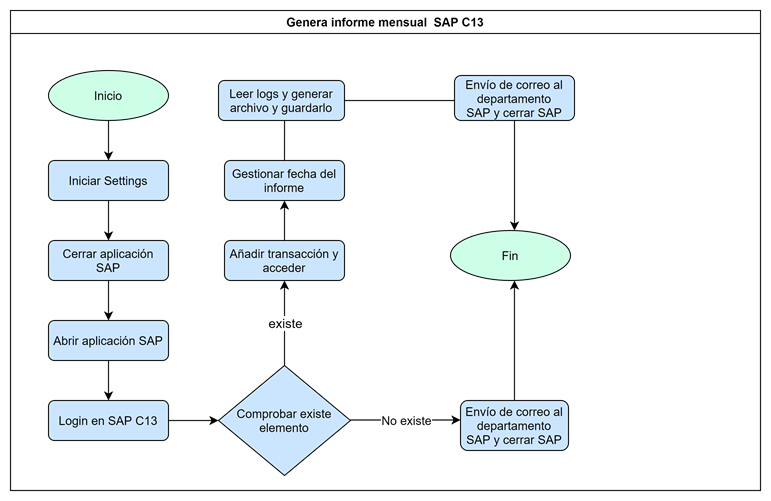 Genera informe mensual  SAP C13
Inicio
Iniciar Settings
Cerrar aplicación
SAP
Abrir aplicación SAP
Login en SAP C13
Comprobar existe
elemento
existe
Añadir transacción y
acceder
Gestionar fecha del
informe
Leer logs y generar
archivo y guardarlo
Envío de correo al
departamento
SAP y cerrar SAP
Fin
No existe
Envío de correo al
departamento
SAP y cerrar SAP